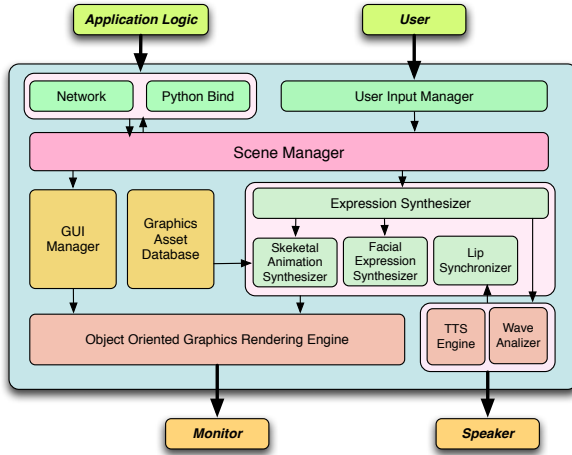 Application Logic
User
Network
Python Bind
User Input Manager
Scene Manager
GUI
Manager
Graphics
Asset
Database
Expression Synthesizer
Skeketal
Animation
Synthesizer
Facial
Expression
Synthesizer
Lip
Synchronizer
Object Oriented Graphics Rendering Engine
TTS
Engine
Wave
Analizer
Monitor
Speaker